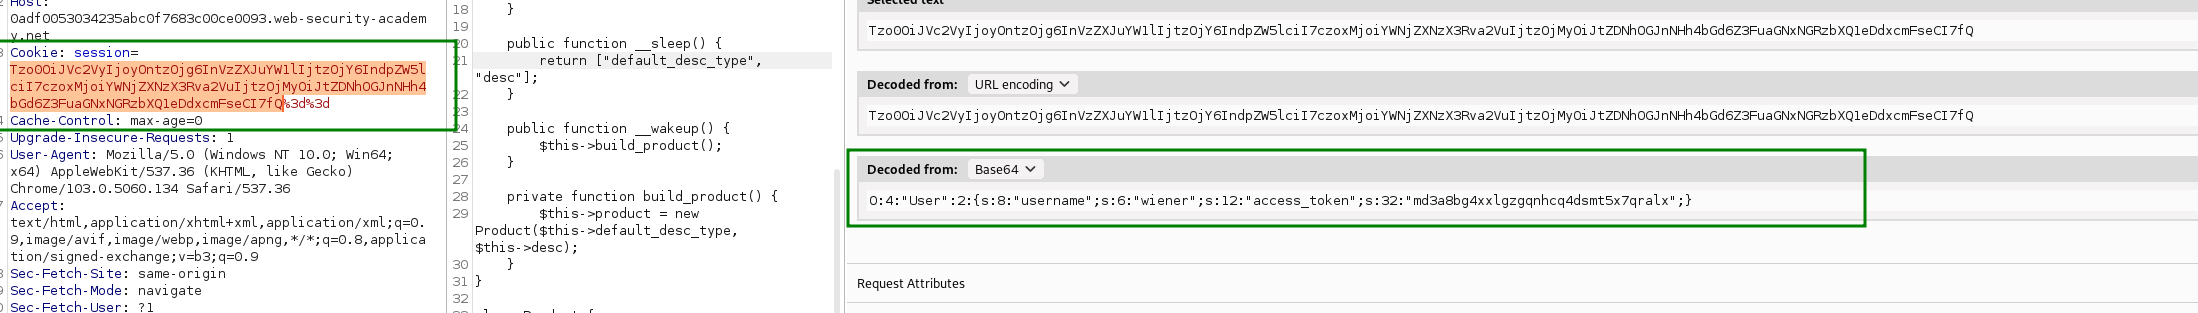 Host:
0adf0053034235abc0f7683c00ce0093.web-security-academ
y.net
Cookie: session=
Tzo0OiJVc2VyIjoyOntzOjg6InVzZXJuYW1lIjtzOjY6IndpZW5l
ciI7czoxMjoiYWNjZXNzX3Rva2VuIjtzOjMyOiJtZDNhOGJnNHh4
bGd6Z3FuaGNxNGRzbXQ1eDdxcmFseCI7fQ%3d%3d
Cache-Control: max-age=0
Upgrade-Insecure-Requests: 1
User-Agent: Mozilla/5.0 (Windows NT 10.0; Win64;
x64) AppleWebKit/537.36 (KHTML, like Gecko)
Chrome/103.0.5060.134 Safari/537.36
Accept:
text/html,application/xhtml+xml,application/xml;q=0.
9,image/avif,image/webp,image/apng,*/*;q=0.8,applica
tion/signed-exchange;v=b3;q=0.9
Sec-Fetch-Site: same-origin
Sec-Fetch-Mode: navigate
Sec-Fetch-User: ?1
18 }
19
20 public function __sleep() {
21 return ["default_desc_type",
"desc"];
22 }
23
24 public function __wakeup() {
25 $this->build_product();
26 }
27
28 private function build_product() {
29 $this->product = new
Product($this->default_desc_type,
$this->desc);
30 }
31 }
32
Selected text
Tzo0OiJVc2VyIjoyOntzOjg6InVzZXJuYW1lIjtzOjY6IndpZW5lciI7czoxMjoiYWNjZXNzX3Rva2VuIjtzOjMyOiJtZDNhOGJnNHh4bGd6Z3FuaGNxNGRzbXQ1eDdxcmFseCI7fQ
Decoded from: URL encoding
Tzo0OiJVc2VyIjoyOntzOjg6InVzZXJuYW1lIjtzOjY6IndpZW5lciI7czoxMjoiYWNjZXNzX3Rva2VuIjtzOjMyOiJtZDNhOGJnNHh4bGd6Z3FuaGNxNGRzbXQ1eDdxcmFseCI7fQ
Decoded from: Base64
O:4:"User":2:{s:8:"username";s:6:"wiener";s:12:"access_token";s:32:"md3a8bg4xxlgzgqnhcq4dsmt5x7qralx";}
Request Attributes